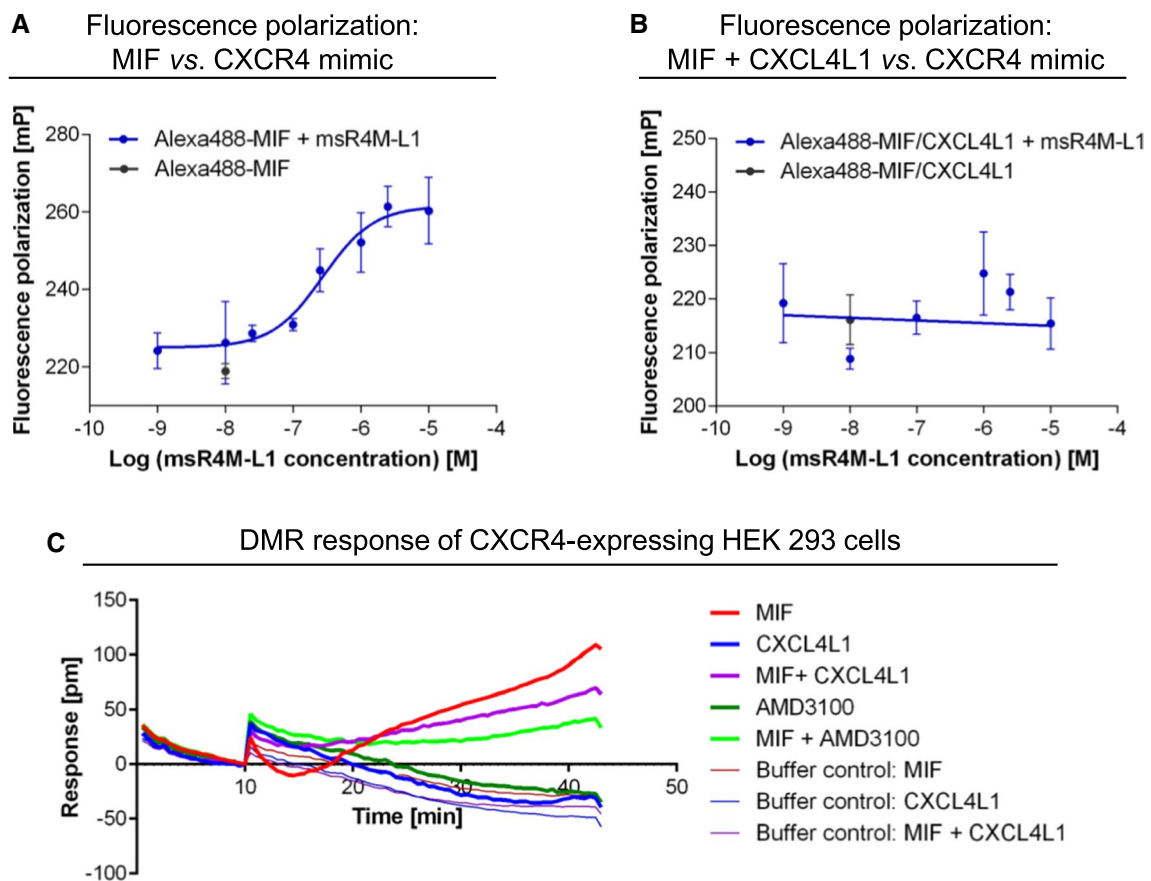 A
Fluorescence polarization:
MIF vs. CXCR4 mimic
Fluorescence polarization [mP]
280
260
240
220
Alexa488-MIF + msR4M-L1
Alexa488-MIF
-10 -9 -8 -7 -6 -5 -4
Log (msR4M-L1 concentration) [M]
B
Fluorescence polarization:
MIF + CXCL4L1 vs. CXCR4 mimic
Fluorescence polarization [mP]
250
240
230
220
210
200
Alexa488-MIF/CXCL4L1 + msR4M-L1
Alexa488-MIF/CXCL4L1
-10 -9 -8 -7 -6 -5 -4
Log (msR4M-L1 concentration) [M]
C
DMR response of CXCR4-expressing HEK 293 cells
Response [pm]
150
100
50
0
-50
-100
10 20 30 40 50
Time [min]
MIF
CXCL4L1
MIF+ CXCL4L1
AMD3100
MIF + AMD3100
Buffer control: MIF
Buffer control: CXCL4L1
Buffer control: MIF + CXCL4L1